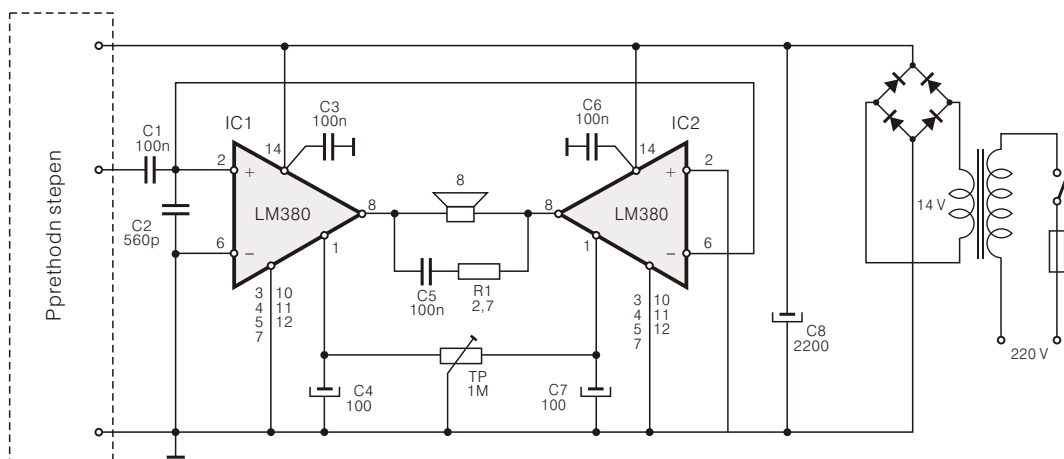 Pprethodn stepen
C1
100n
C2
560p
IC1
2
+
14
LM380
6
−
C3
100n
8
1
3 10
4 11
5 12
7
8
C5
100n
R1
2,7
TP
1M
C4
100
C7
100
C6
100n
IC2
14
2
+
LM380
8
6
−
1
3 10
4 11
5 12
7
C8
2200
14 V
220 V